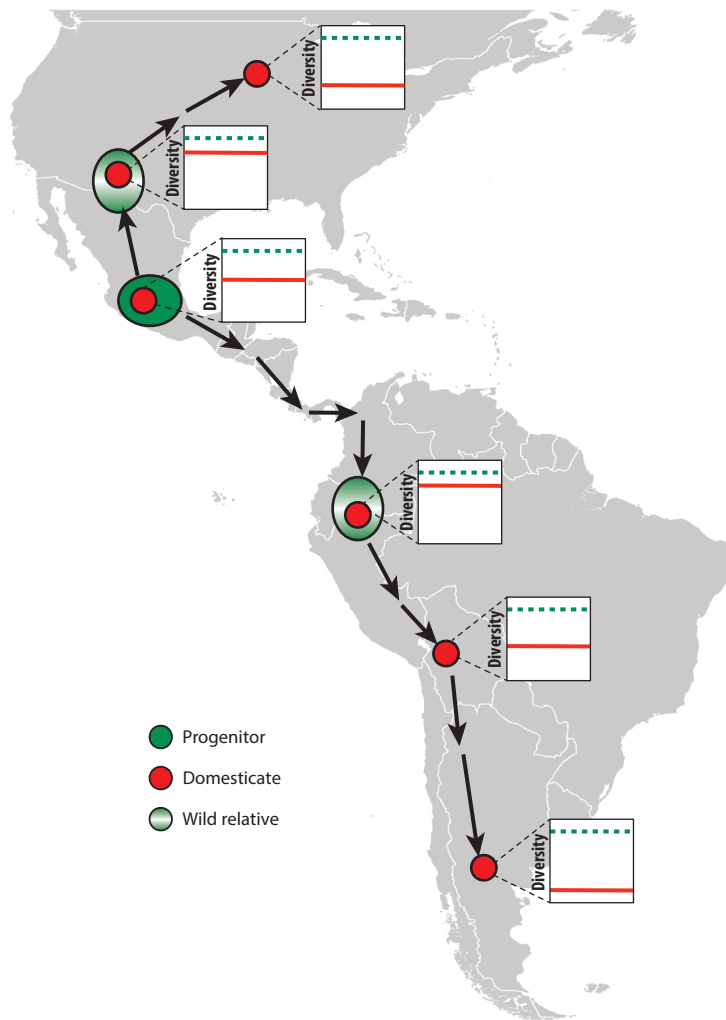 Diversity
Diversity
Diversity
Diversity
Diversity
Diversity
Progenitor
Domesticate
Wild relative